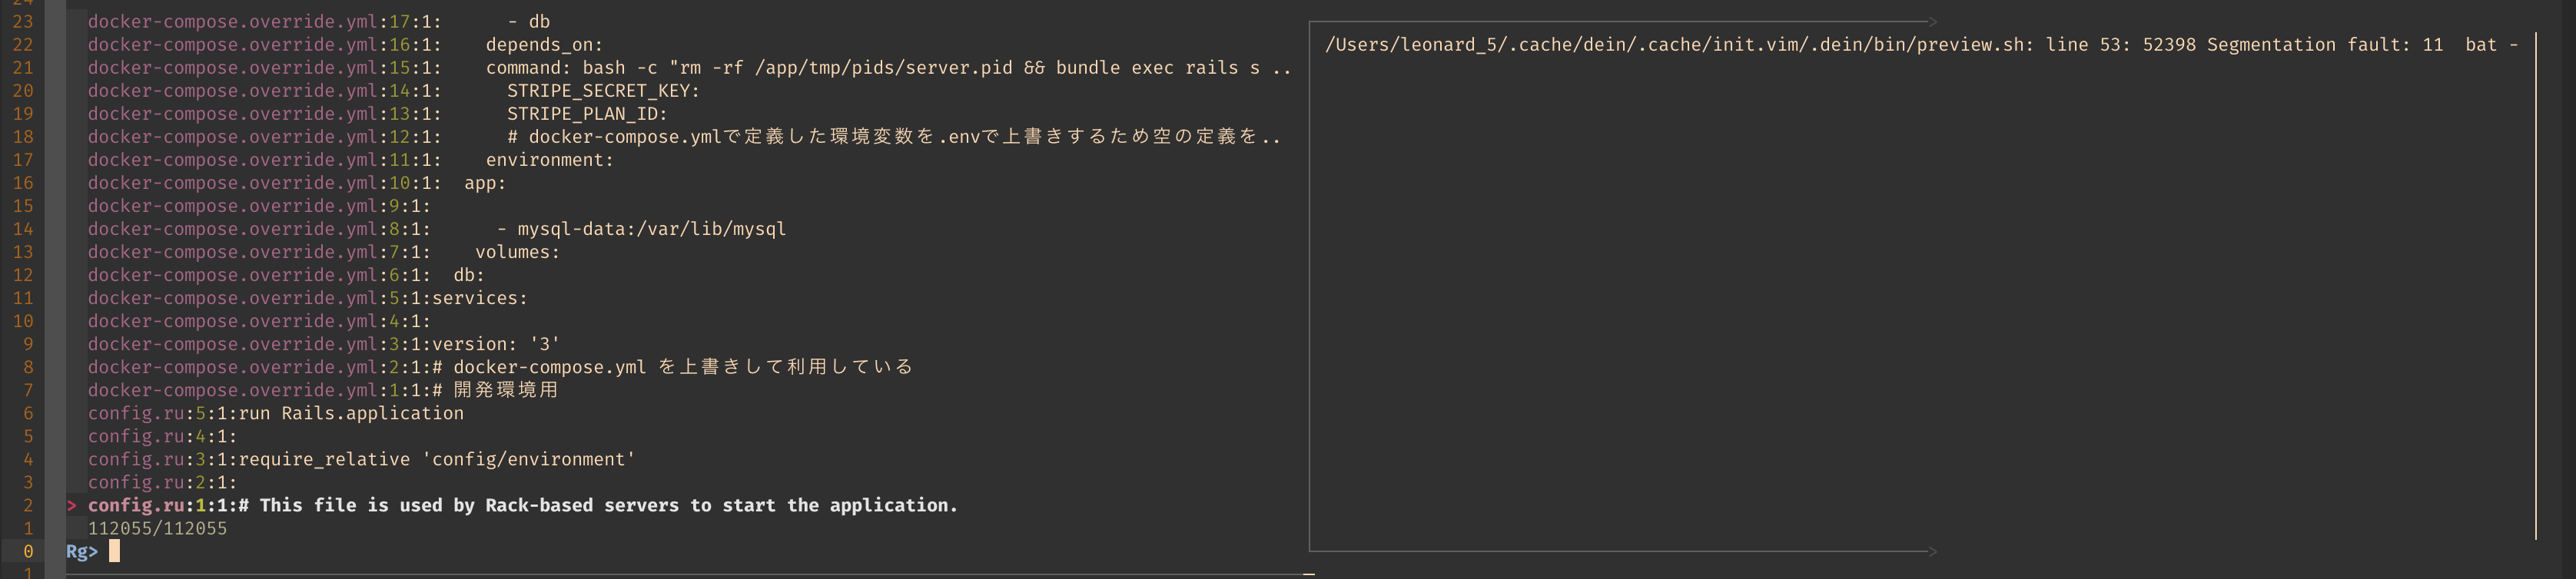 24
23 docker-compose.override.yml:17:1:      - db
22 docker-compose.override.yml:16:1:    depends_on:
21 docker-compose.override.yml:15:1:    command: bash -c "rm -rf /app/tmp/pids/server.pid && bundle exec rails s ..
20 docker-compose.override.yml:14:1:      STRIPE_SECRET_KEY:
19 docker-compose.override.yml:13:1:      STRIPE_PLAN_ID:
18 docker-compose.override.yml:12:1:      # docker-compose.ymlで定義した環境変数を.envで上書きするため空の定義を..
17 docker-compose.override.yml:11:1:    environment:
16 docker-compose.override.yml:10:1:  app:
15 docker-compose.override.yml:9:1:
14 docker-compose.override.yml:8:1:      - mysql-data:/var/lib/mysql
13 docker-compose.override.yml:7:1:    volumes:
12 docker-compose.override.yml:6:1:  db:
11 docker-compose.override.yml:5:1:services:
10 docker-compose.override.yml:4:1:
9 docker-compose.override.yml:3:1:version: '3'
8 docker-compose.override.yml:2:1:# docker-compose.yml を上書きして利用している
7 docker-compose.override.yml:1:1:# 開発環境用
6 config.ru:5:1:run Rails.application
5 config.ru:4:1:
4 config.ru:3:1:require_relative 'config/environment'
3 config.ru:2:1:
2 > config.ru:1:1:# This file is used by Rack-based servers to start the application.
1 112055/112055
0 Rg>
1
/Users/leonard_5/.cache/dein/.cache/init.vim/.dein/bin/preview.sh: line 53: 52398 Segmentation fault: 11  bat -